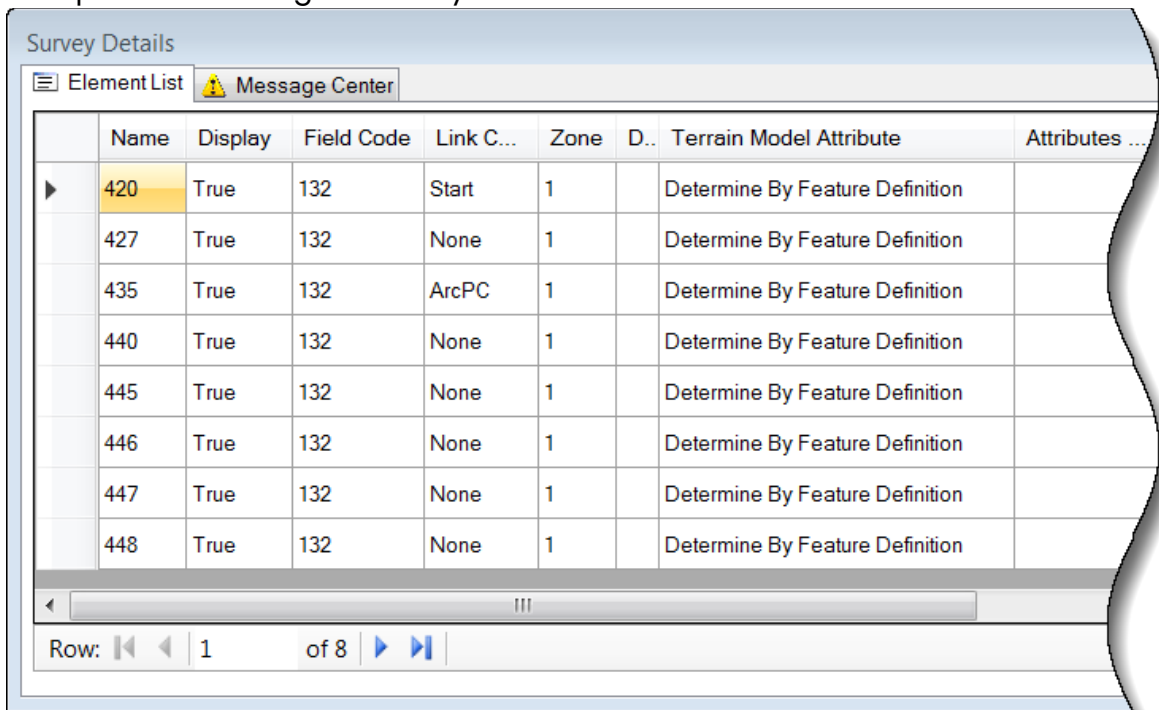 Survey Details
Element List Message Center
Name Display Field Code Link C... Zone D.. Terrain Model Attribute Attributes ...
420 True 132 Start 1 Determine By Feature Definition
427 True 132 None 1 Determine By Feature Definition
435 True 132 ArcPC 1 Determine By Feature Definition
440 True 132 None 1 Determine By Feature Definition
445 True 132 None 1 Determine By Feature Definition
446 True 132 None 1 Determine By Feature Definition
447 True 132 None 1 Determine By Feature Definition
448 True 132 None 1 Determine By Feature Definition
Row: 1 of 8